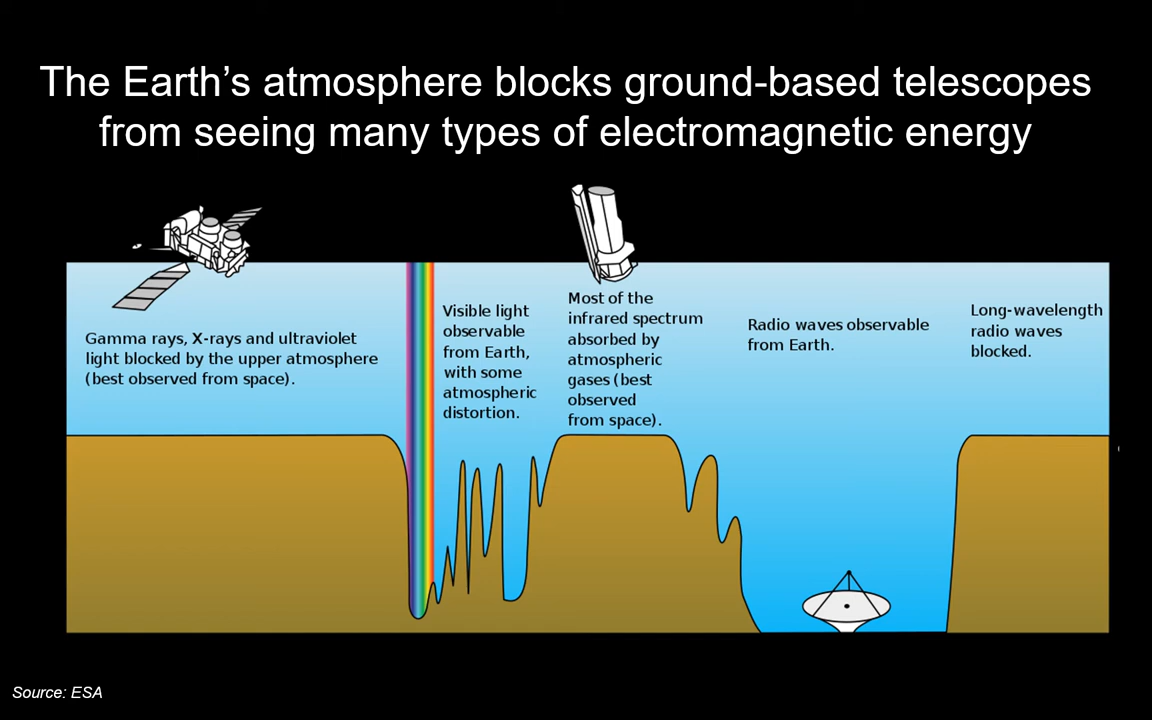 The Earth’s atmosphere blocks ground-based telescopes
from seeing many types of electromagnetic energy
Gamma rays, X-rays and ultraviolet
light blocked by the upper atmosphere
(best observed from space).
Visible light
observable
from Earth,
with some
atmospheric
distortion.
Most of the
infrared spectrum
absorbed by
atmospheric
gases (best
observed
from space).
Radio waves observable
from Earth.
Long-wavelength
radio waves
blocked.
Source: ESA